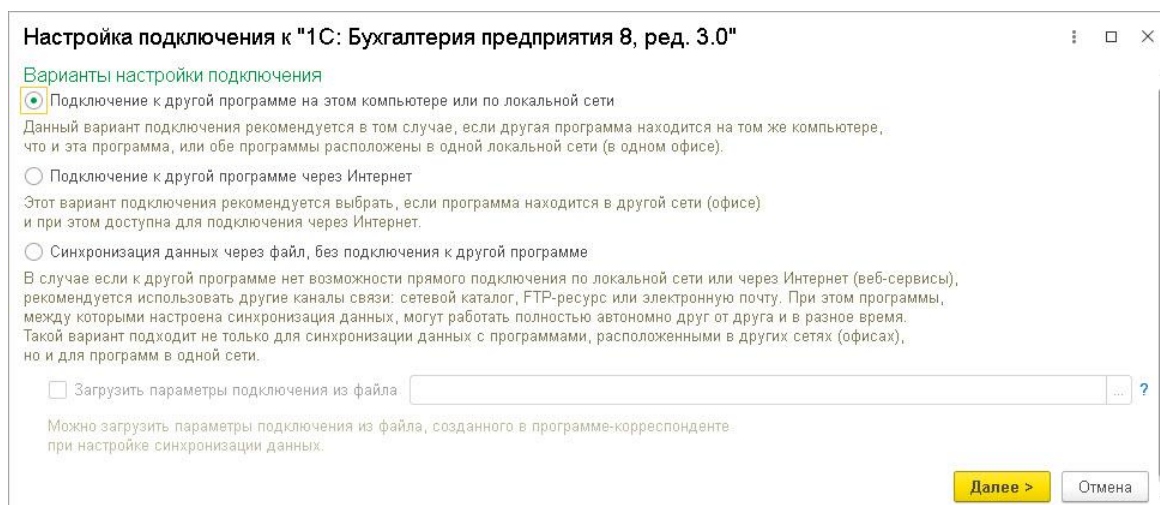 Настройка подключения к "1С: Бухгалтерия предприятия 8, ред. 3.0"
Варианты настройки подключения
Подключение к другой программе на этом компьютере или по локальной сети
Данный вариант подключения рекомендуется в том случае, если другая программа находится на том же компьютере,
что и эта программа, или обе программы расположены в одной локальной сети (в одном офисе).
Подключение к другой программе через Интернет
Этот вариант подключения рекомендуется выбрать, если программа находится в другой сети (офисе)
и при этом доступна для подключения через Интернет.
Синхронизация данных через файл, без подключения к другой программе
В случае если к другой программе нет возможности прямого подключения по локальной сети или через Интернет (веб-сервисы),
рекомендуется использовать другие каналы связи: сетевой каталог, FTP-ресурс или электронную почту. При этом программы,
между которыми настроена синхронизация данных, могут работать полностью автономно друг от друга и в разное время.
Такой вариант подходит не только для синхронизации данных с программами, расположенными в других сетях (офисах),
но и для программ в одной сети.
Загрузить параметры подключения из файла ... ?
Можно загрузить параметры подключения из файла, созданного в программе-корреспонденте
при настройке синхронизации данных.
Далее > Отмена